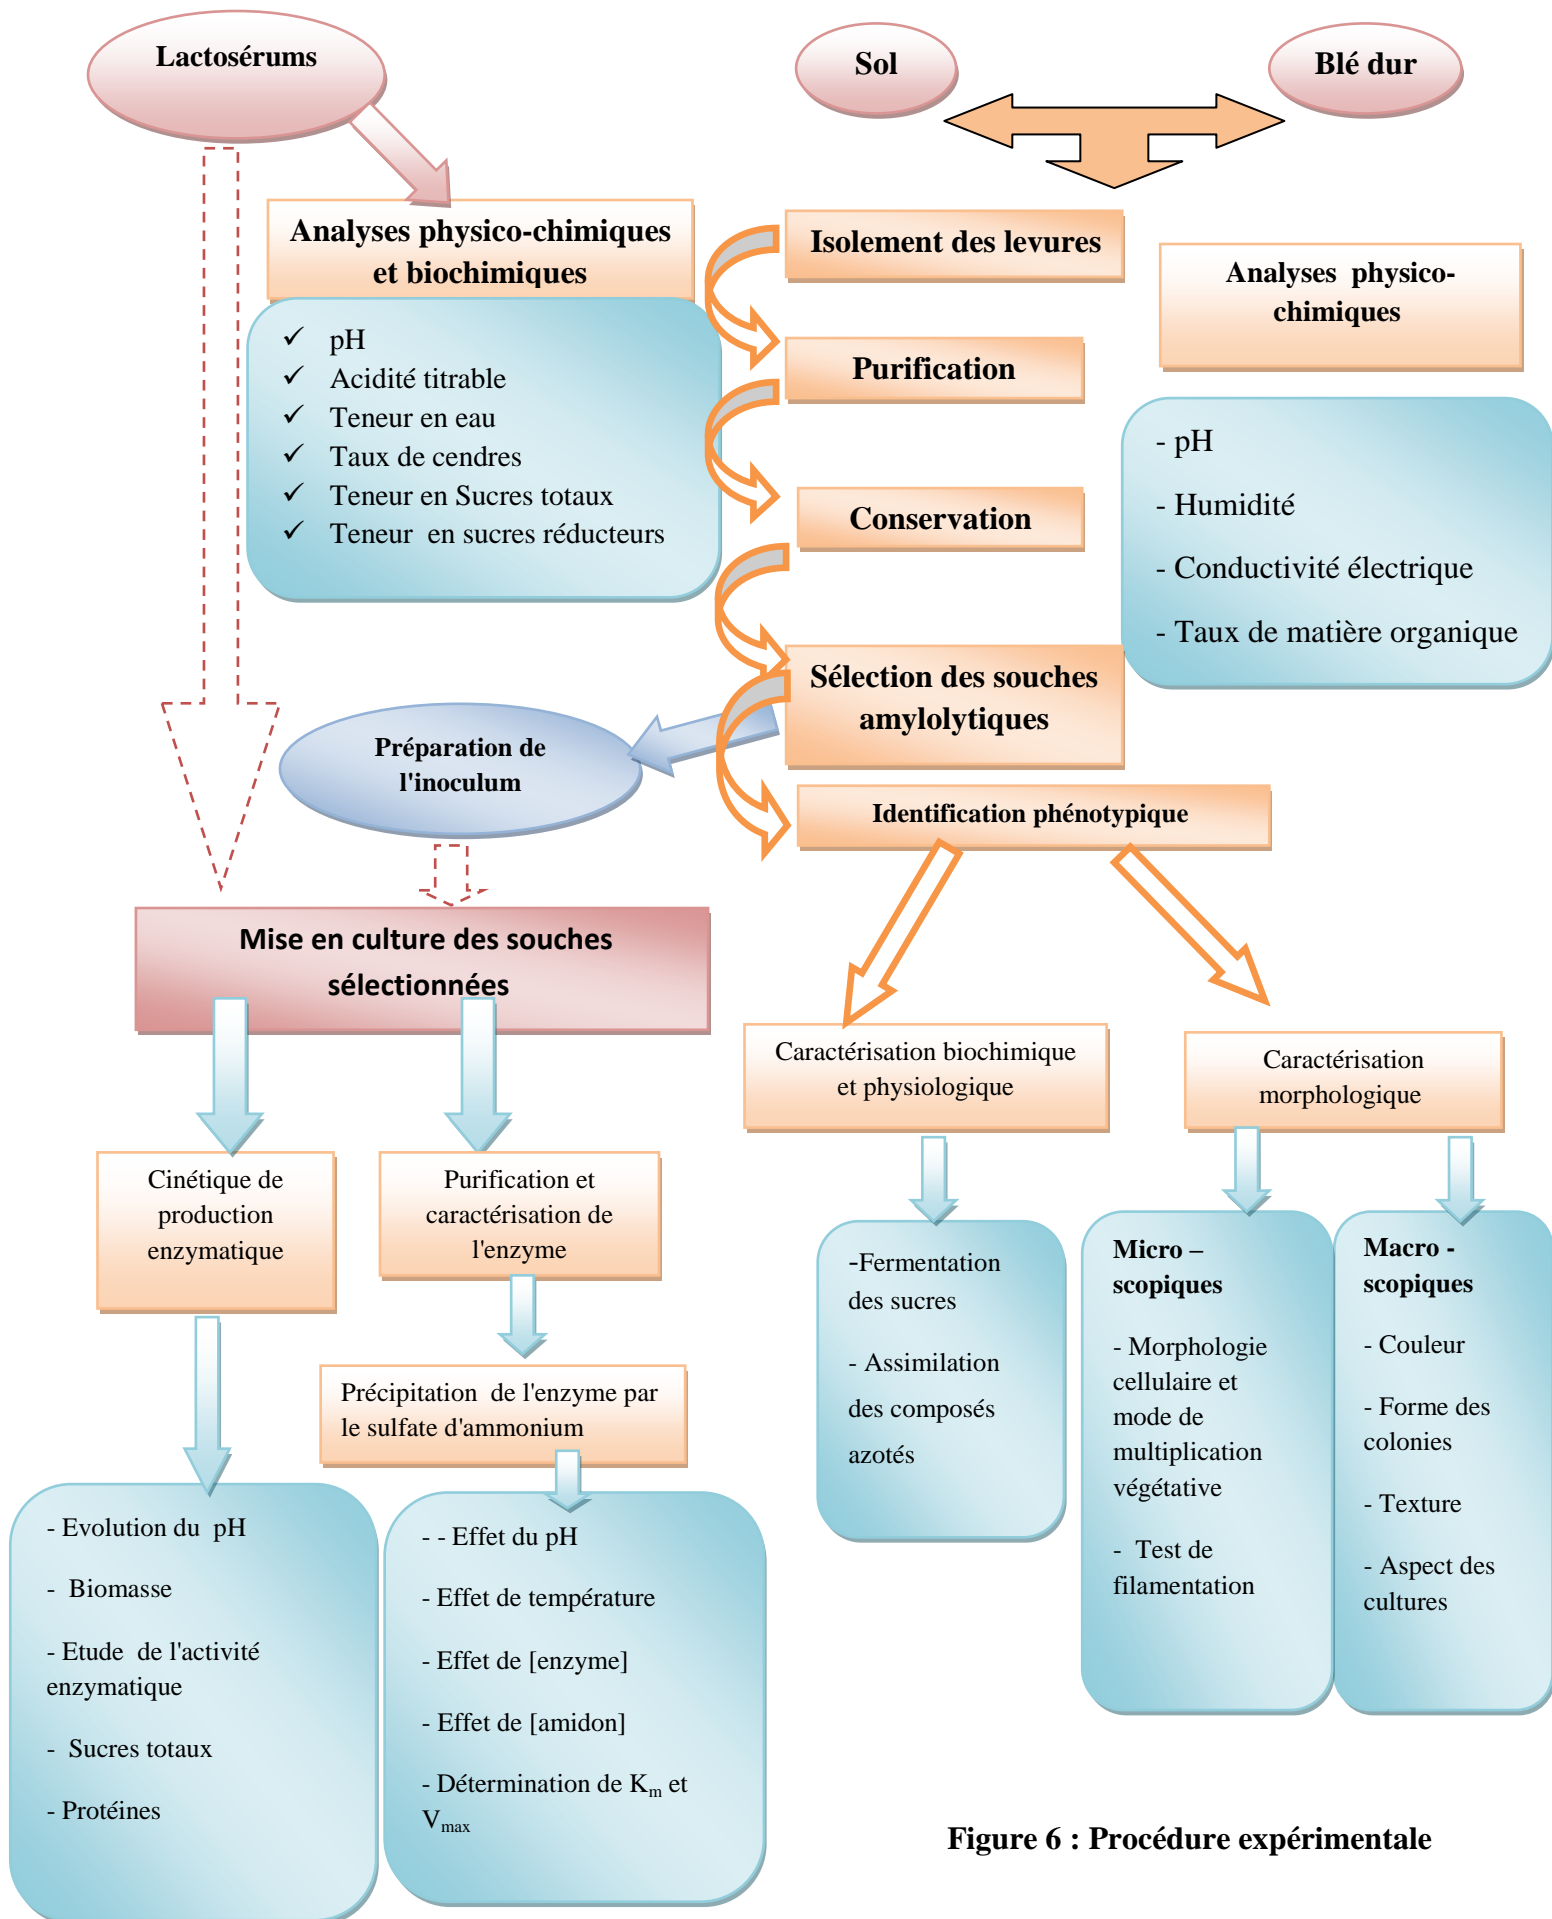 Lactosérums
Sol
Blé dur
Analyses physico-chimiques
et biochimiques
✓ pH
✓ Acidité titrable
✓ Teneur en eau
✓ Taux de cendres
✓ Teneur en Sucres totaux
✓ Teneur en sucres réducteurs
Isolement des levures
Purification
Conservation
Sélection des souches
amylolytiques
Analyses physico-
chimiques
- pH
- Humidité
- Conductivité électrique
- Taux de matière organique
Préparation de
l'inoculum
Identification phénotypique
Mise en culture des souches
sélectionnées
Caractérisation biochimique
et physiologique
Caractérisation
morphologique
Cinétique de
production
enzymatique
Purification et
caractérisation de
l'enzyme
Précipitation de l'enzyme par
le sulfate d'ammonium
-Fermentation
des sucres
- Assimilation
des composés
azotés
Micro –
scopiques
- Morphologie
cellulaire et
mode de
multiplication
végétative
- Test de
filamentation
Macro -
scopiques
- Couleur
- Forme des
colonies
- Texture
- Aspect des
cultures
- Evolution du pH
- Biomasse
- Etude de l'activité
enzymatique
- Sucres totaux
- Protéines
- - Effet du pH
- Effet de température
- Effet de [enzyme]
- Effet de [amidon]
- Détermination de Km et
Vmax
Figure 6 : Procédure expérimentale